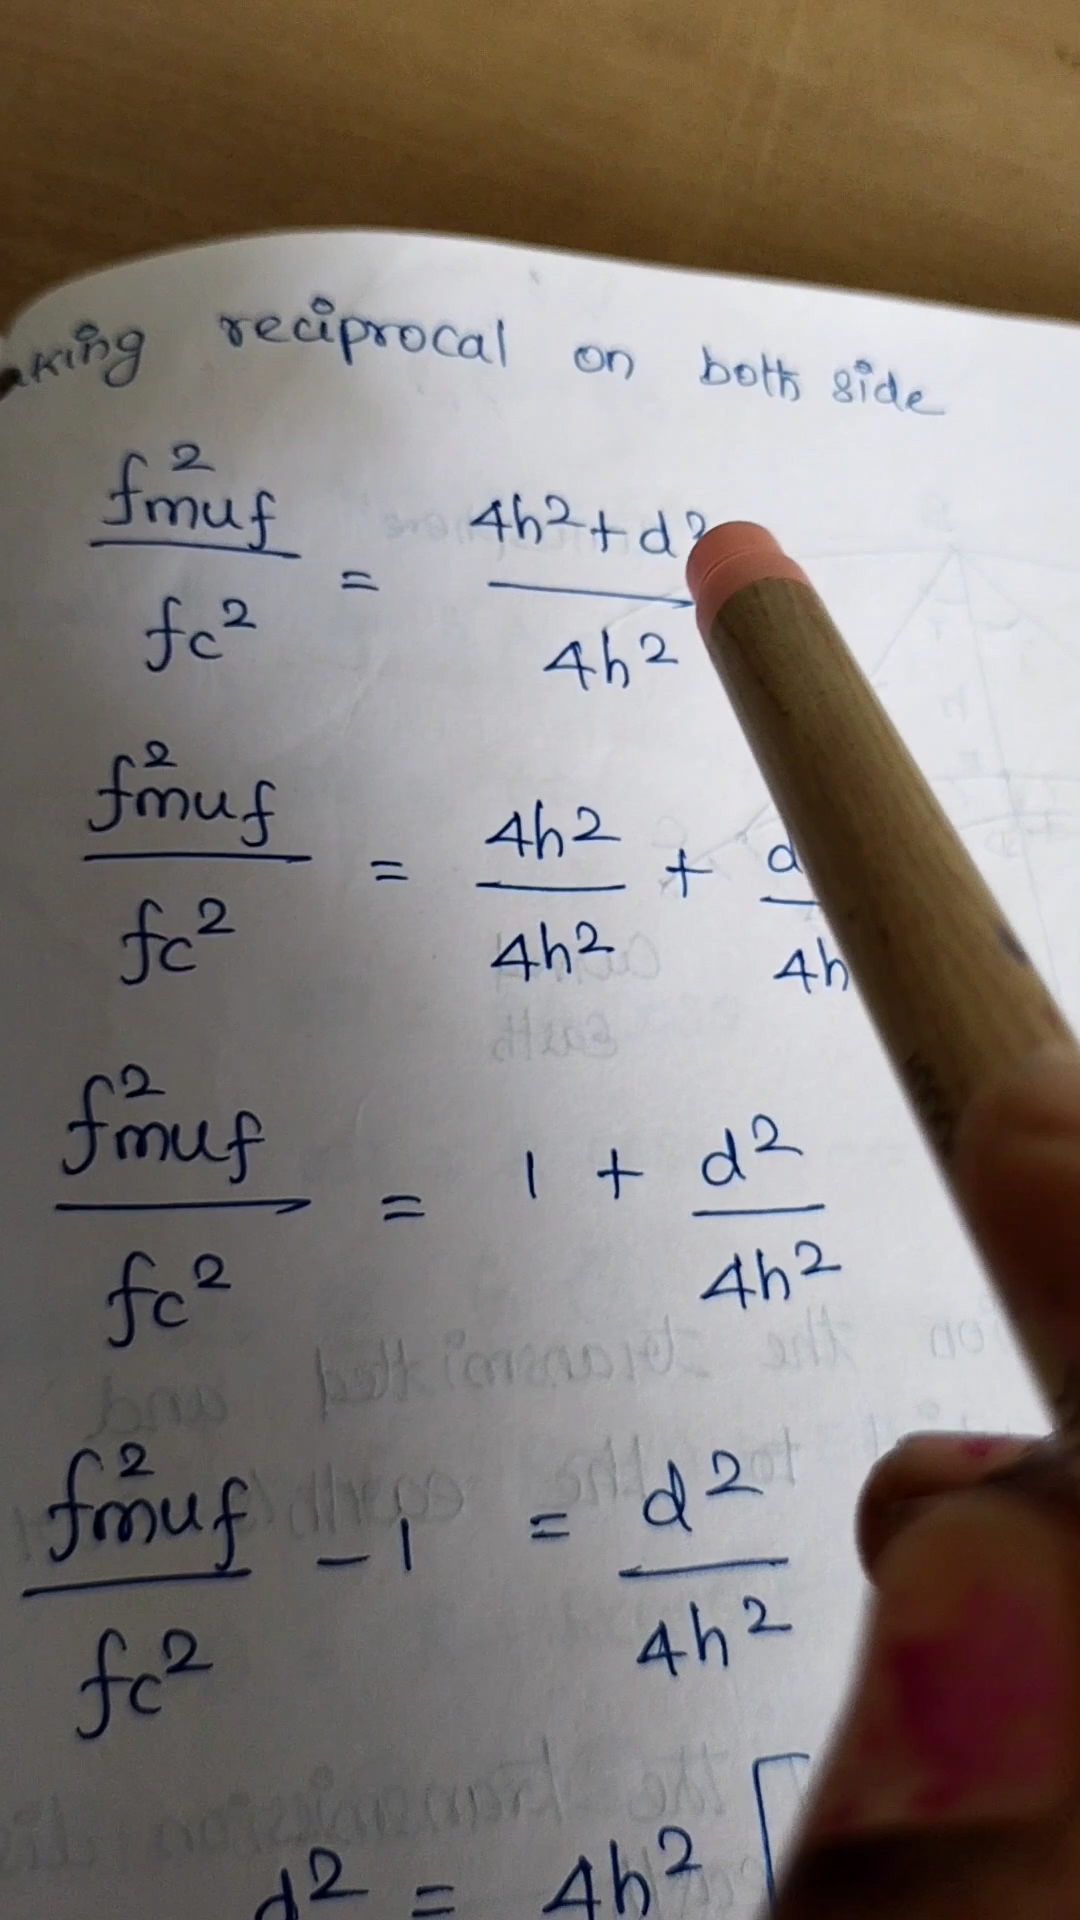 reciprocal on both side
f²muf / fc² = 4h² + d² / 4h²
f²muf / fc² = 4h² / 4h² + d / 4h
f²muf / fc² = 1 + d² / 4h²
f²muf / fc² - 1 = d² / 4h²
d² = 4h² [